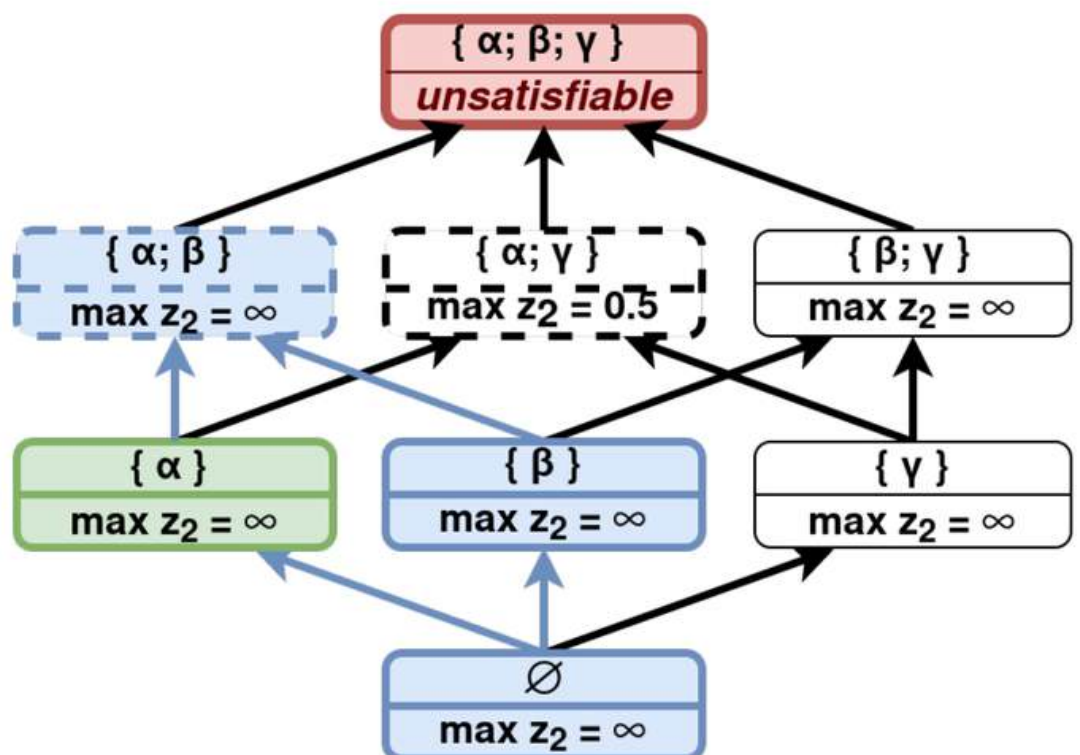 { α; β; γ }
unsatisfiable
{ α; β }
max z₂ = ∞
{ α; γ }
max z₂ = 0.5
{ β; γ }
max z₂ = ∞
{ α }
max z₂ = ∞
{ β }
max z₂ = ∞
{ γ }
max z₂ = ∞
∅
max z₂ = ∞